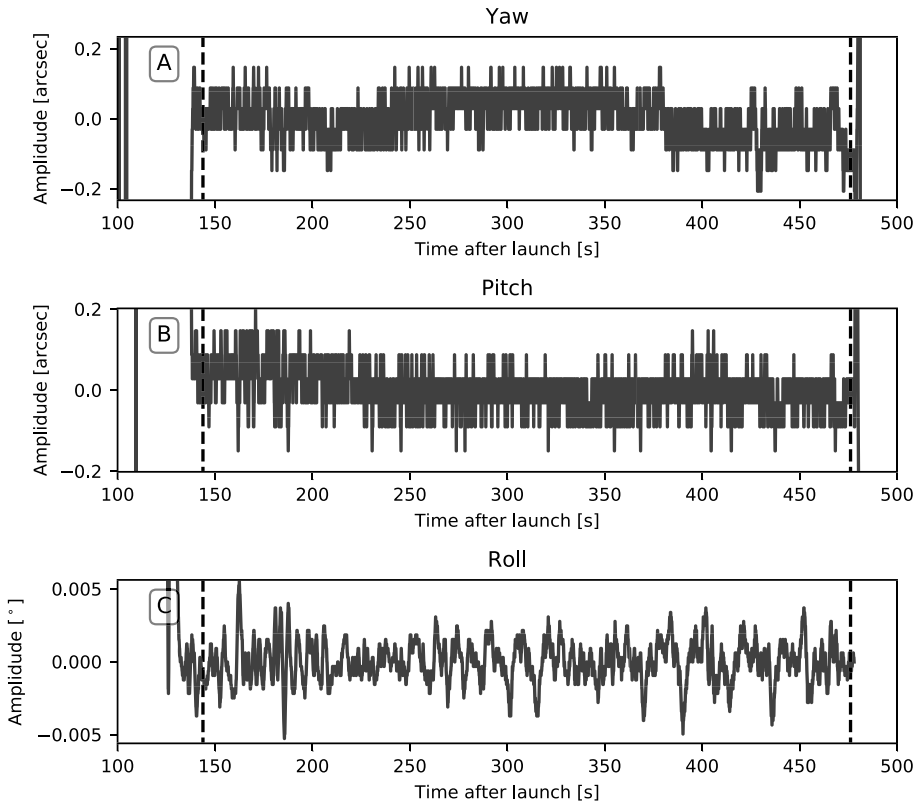 Yaw
A
Amplidude [arcsec]
0.2
0.0
−0.2
100 150 200 250 300 350 400 450 500
Time after launch [s]
Pitch
B
Amplidude [arcsec]
0.2
0.0
−0.2
100 150 200 250 300 350 400 450 500
Time after launch [s]
Roll
C
Amplidude [°]
0.005
0.000
−0.005
100 150 200 250 300 350 400 450 500
Time after launch [s]